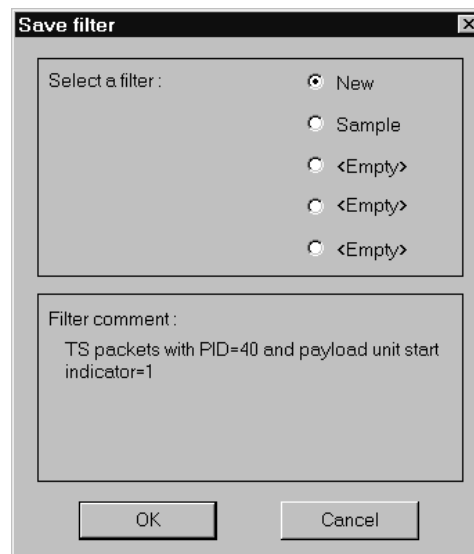 Save filter
Select a filter :
New
Sample
<Empty>
<Empty>
<Empty>
Filter comment :
TS packets with PID=40 and payload unit start
indicator=1
OK
Cancel